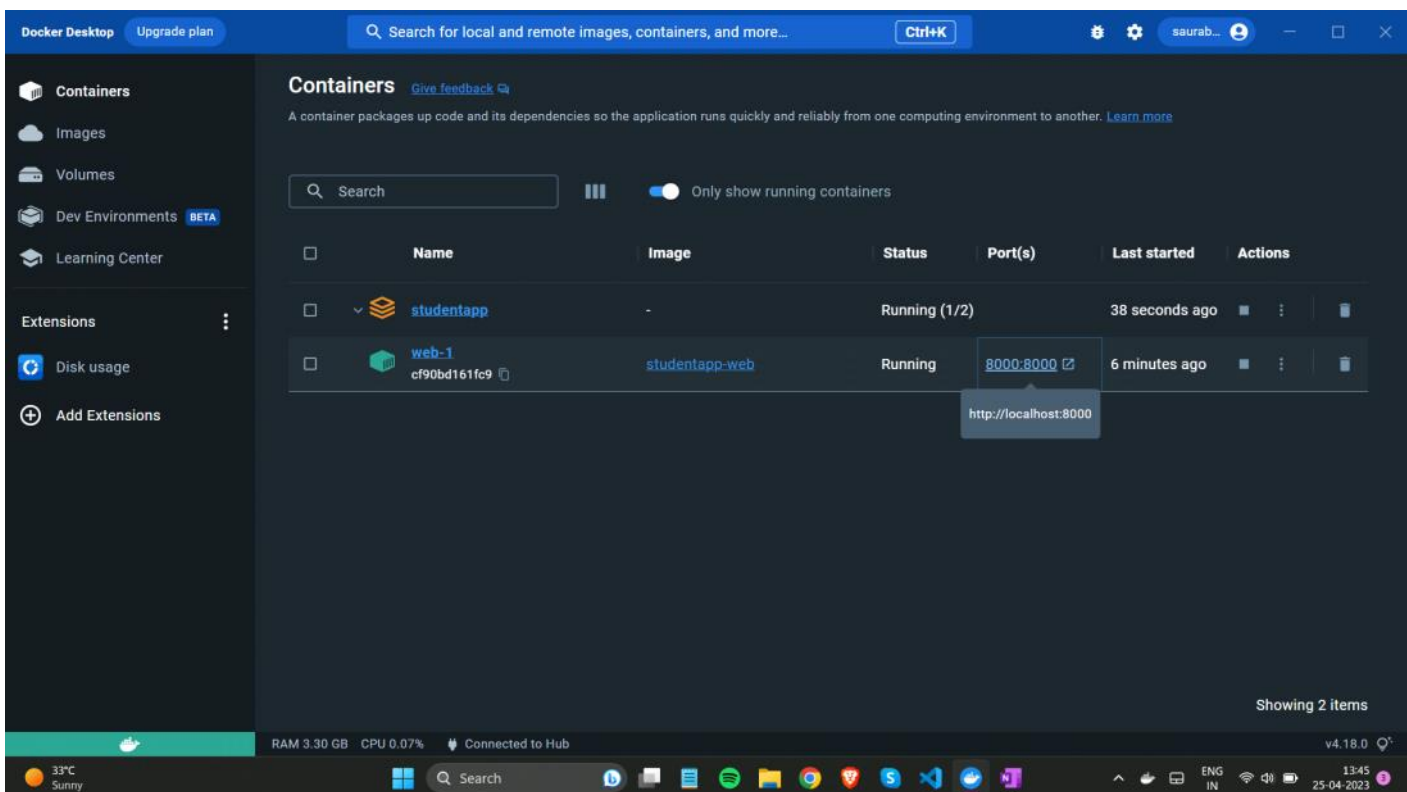 Docker Desktop Upgrade plan Search for local and remote images, containers, and more... Ctrl+K saurab...
Containers
Images
Volumes
Dev Environments BETA
Learning Center
Extensions
Disk usage
Add Extensions
Containers Give feedback
A container packages up code and its dependencies so the application runs quickly and reliably from one computing environment to another. Learn more
Search Only show running containers
Name Image Status Port(s) Last started Actions
studentapp - Running (1/2) 38 seconds ago
web-1 studentapp-web Running 8000:8000 6 minutes ago
cf90bd161fc9
http://localhost:8000
Showing 2 items
RAM 3.30 GB CPU 0.07% Connected to Hub v4.18.0
33°C
Sunny
Search
ENG
IN
13:45
25-04-2023
3